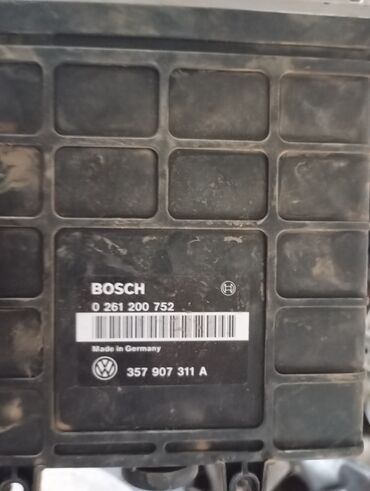 BOSCH
0 261 200 752
Made in Germany
357 907 311 A